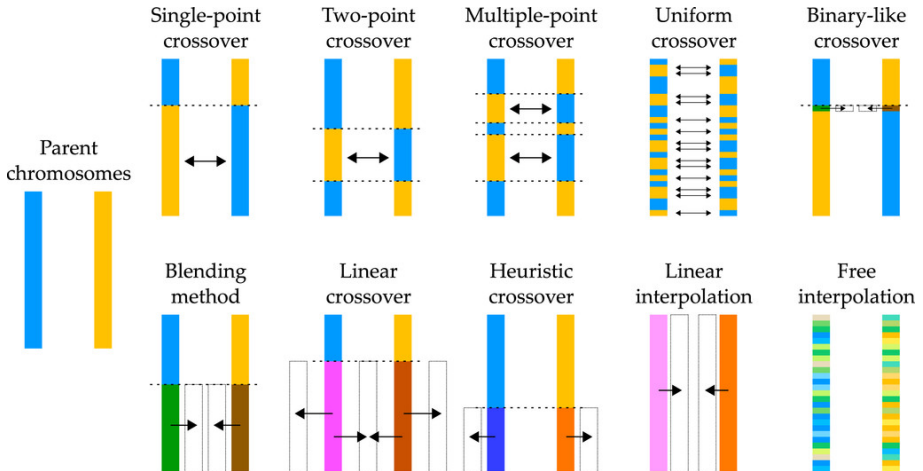 Single-point
crossover
Two-point
crossover
Multiple-point
crossover
Uniform
crossover
Binary-like
crossover
Parent
chromosomes
Blending
method
Linear
crossover
Heuristic
crossover
Linear
interpolation
Free
interpolation